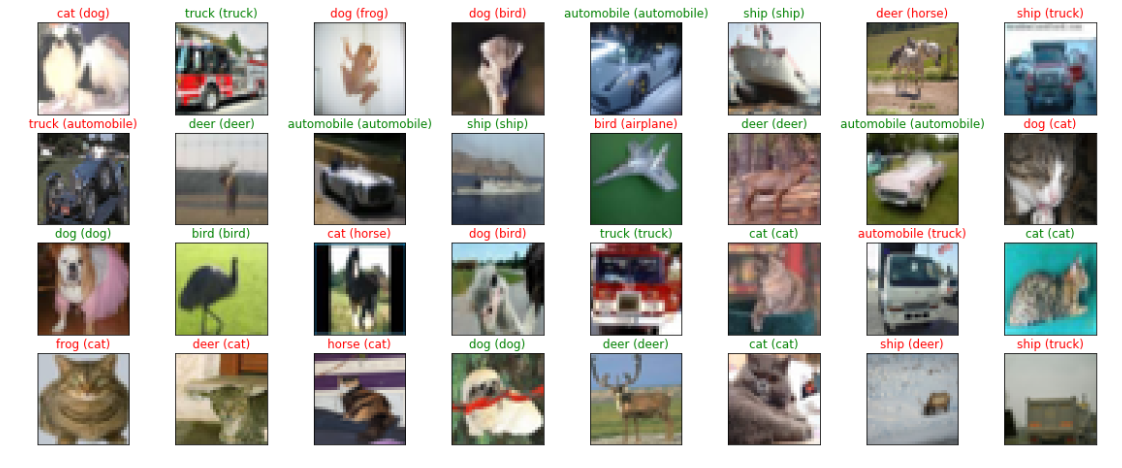 cat (dog) truck (truck) dog (frog) dog (bird) automobile (automobile) ship (ship) deer (horse) ship (truck)
truck (automobile) deer (deer) automobile (automobile) ship (ship) bird (airplane) deer (deer) automobile (automobile) dog (cat)
dog (dog) bird (bird) cat (horse) dog (bird) truck (truck) cat (cat) automobile (truck) cat (cat)
frog (cat) deer (cat) horse (cat) dog (dog) deer (deer) cat (cat) ship (deer) ship (truck)